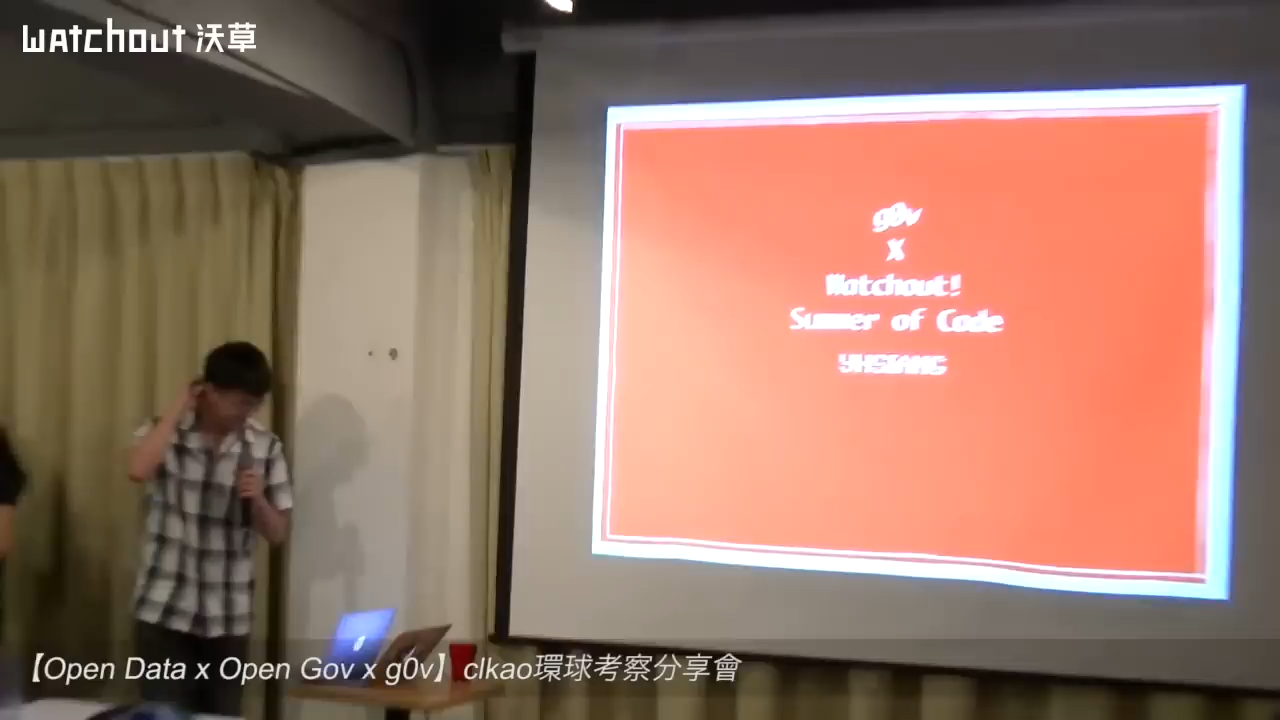 watchout 沃草
g0v
x
Watchout!
Summer of Code
YHSIANG
【Open Data x Open Gov x g0v】clkao環球考察分享會